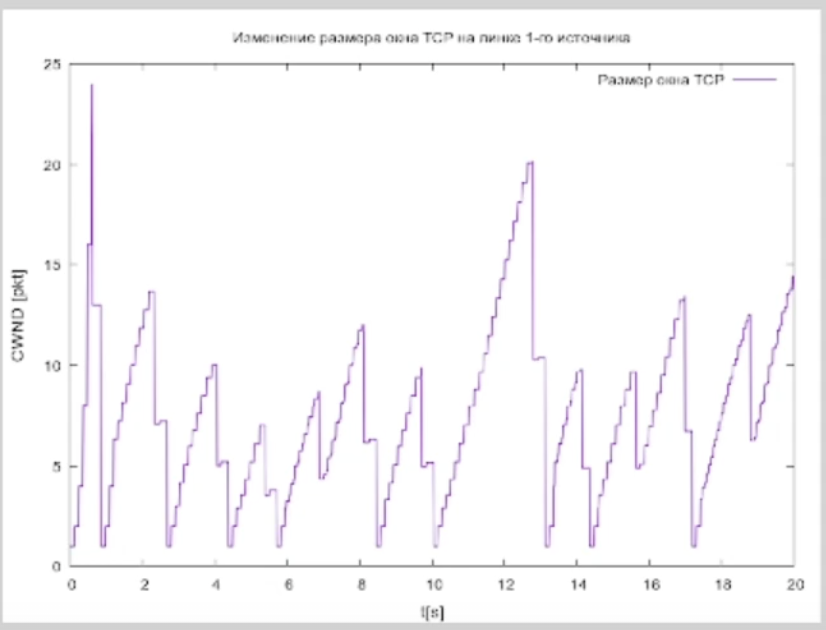 Изменение размера окна TCP на линке 1-го источника
Размер окна TCP
25
20
15
10
5
0
CWND [pkt]
0 2 4 6 8 10 12 14 16 18 20
t[s]